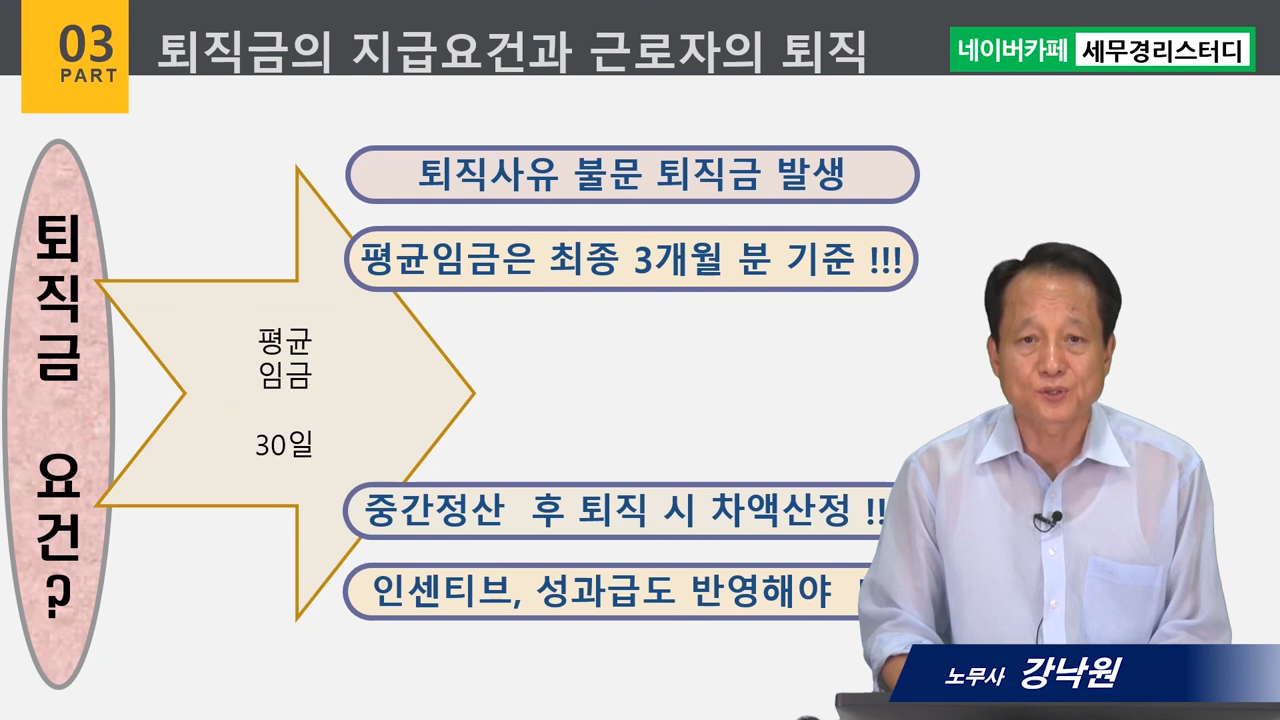 03
PART
퇴직금의 지급요건과 근로자의 퇴직
네이버카페 세무경리스터디
퇴직금 요건?
평균
임금
30일
퇴직사유 불문 퇴직금 발생
평균임금은 최종 3개월 분 기준 !!!
중간정산 후 퇴직 시 차액산정 !!
인센티브, 성과급도 반영해야
노무사 강낙원